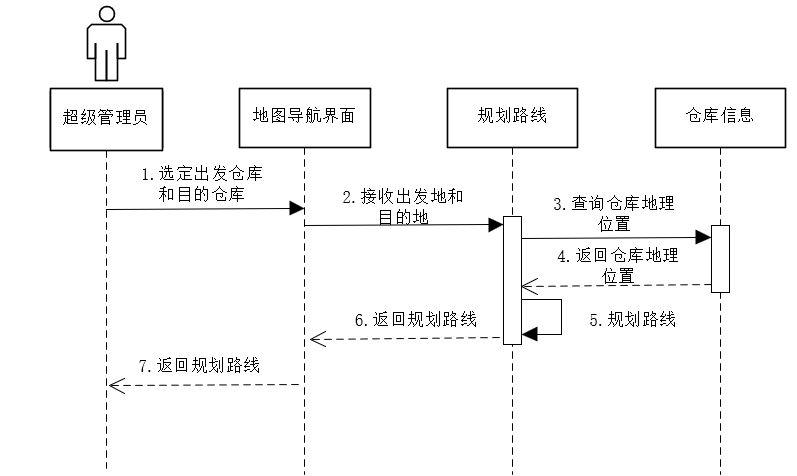 超级管理员
地图导航界面
规划路线
仓库信息
1.选定出发仓库
和目的仓库
2.接收出发地和
目的地
3.查询仓库地理
位置
4.返回仓库地理
位置
5.规划路线
6.返回规划路线
7.返回规划路线